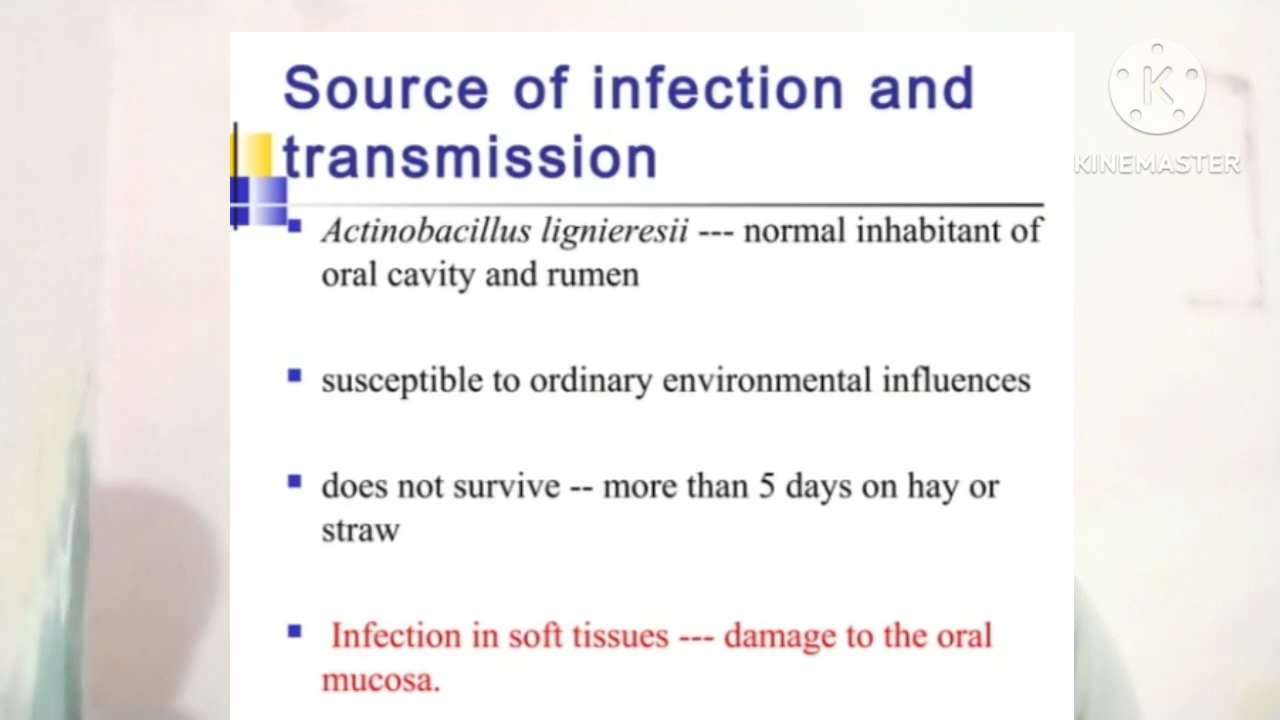 Source of infection and
transmission
Actinobacillus lignieresii --- normal inhabitant of
oral cavity and rumen
susceptible to ordinary environmental influences
does not survive -- more than 5 days on hay or
straw
Infection in soft tissues --- damage to the oral
mucosa.
K
KINEMASTER